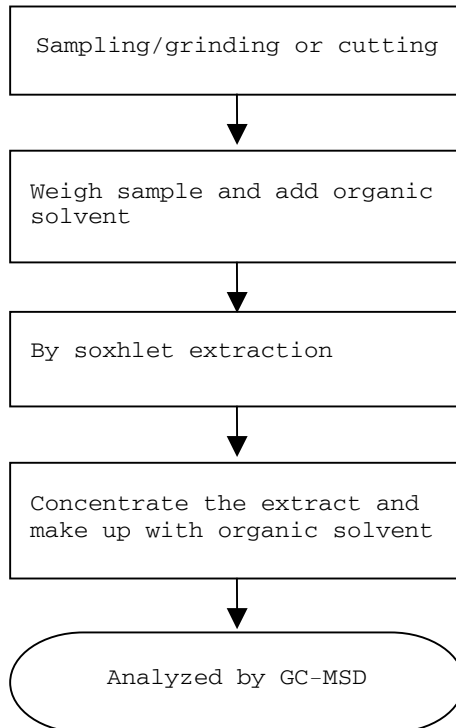 Sampling/grinding or cutting
Weigh sample and add organic
solvent
By soxhlet extraction
Concentrate the extract and
make up with organic solvent
Analyzed by GC-MSD